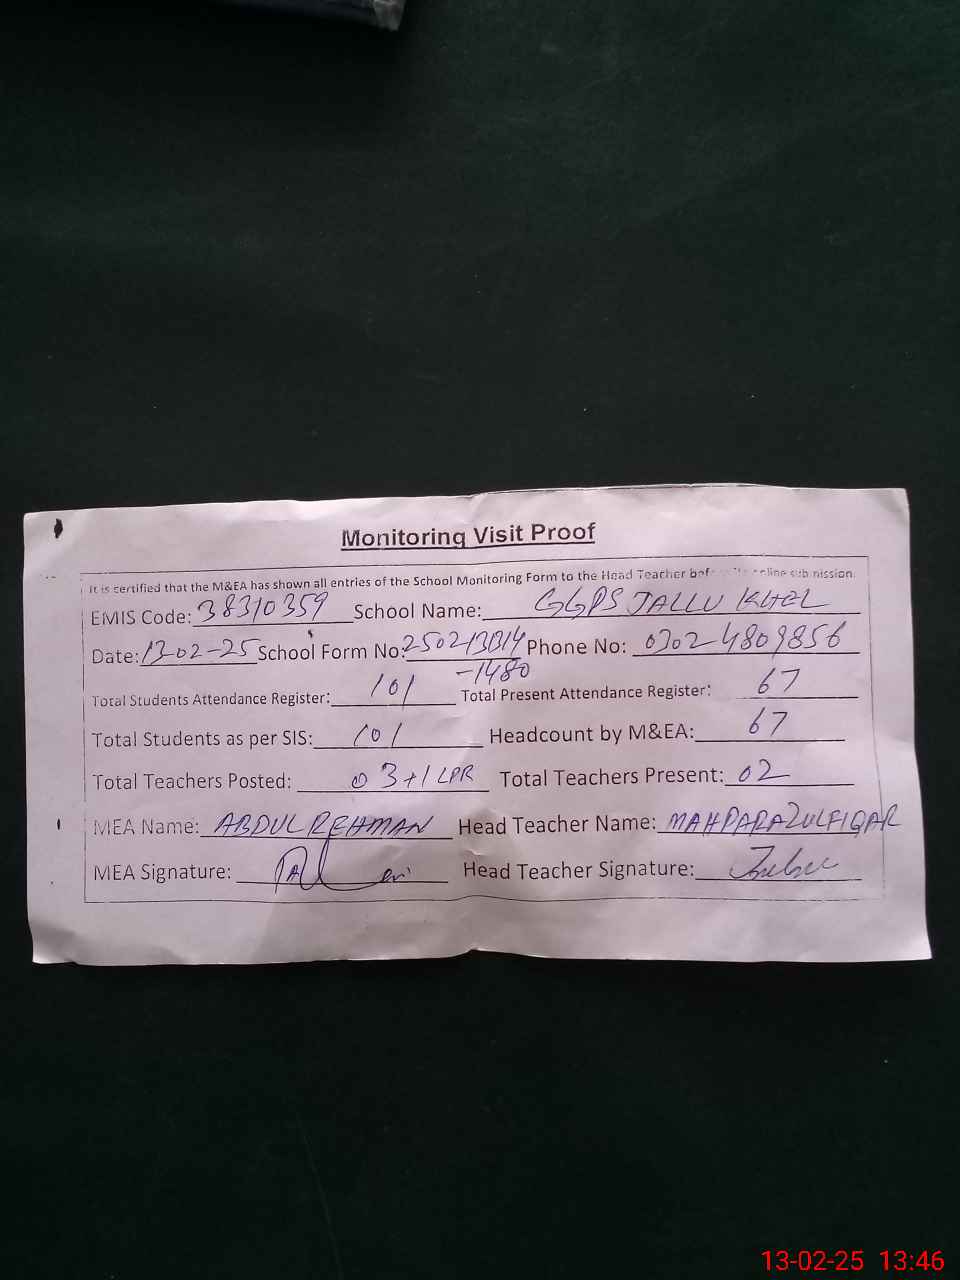 Monitoring Visit Proof
It is certified that the M&EA has shown all entries of the School Monitoring Form to the Head Teacher before its online submission.
EMIS Code: 38310359 School Name: GGPS JALLU KHEL
Date: 13-02-25 School Form No: 250213014 Phone No: 0302-4809856
-1480
Total Students Attendance Register: 101 Total Present Attendance Register: 67
Total Students as per SIS: 101 Headcount by M&EA: 67
Total Teachers Posted: 03+1 LPR Total Teachers Present: 02
MEA Name: ABDUL REHMAN Head Teacher Name: MAHPARA ZULFIQAR
MEA Signature: Head Teacher Signature:
13-02-25 13:46